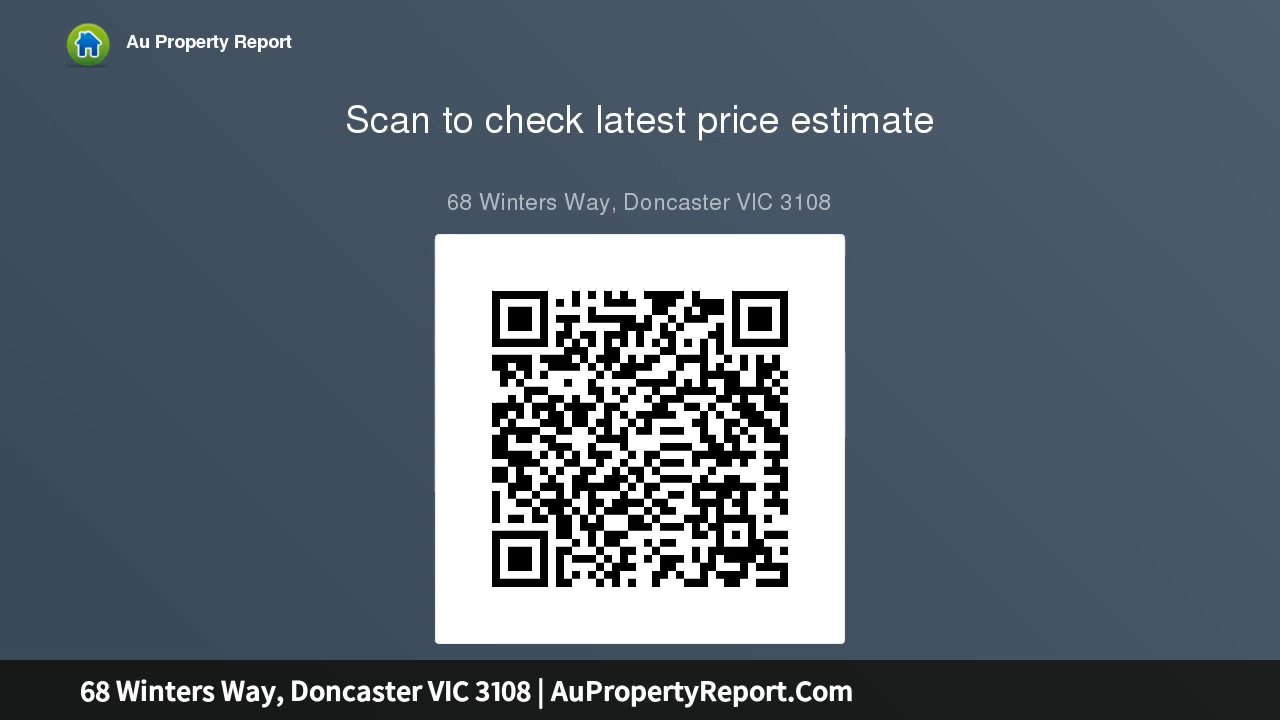 Au Property Report
Scan to check latest price estimate
68 Winters Way, Doncaster VIC 3108
68 Winters Way, Doncaster VIC 3108 | AuPropertyReport.Com